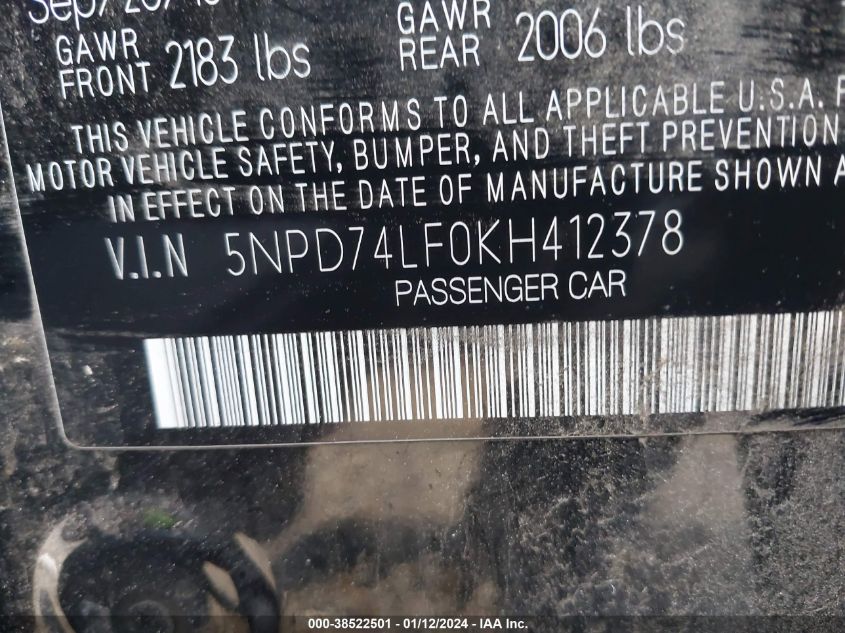 GAWR FRONT 2183 lbs GAWR REAR 2006 lbs
THIS VEHICLE CONFORMS TO ALL APPLICABLE U.S.A.
MOTOR VEHICLE SAFETY, BUMPER, AND THEFT PREVENTION
IN EFFECT ON THE DATE OF MANUFACTURE SHOWN
V.I.N 5NPD74LF0KH412378
PASSENGER CAR
000-38522501 - 01/12/2024 - IAA Inc.